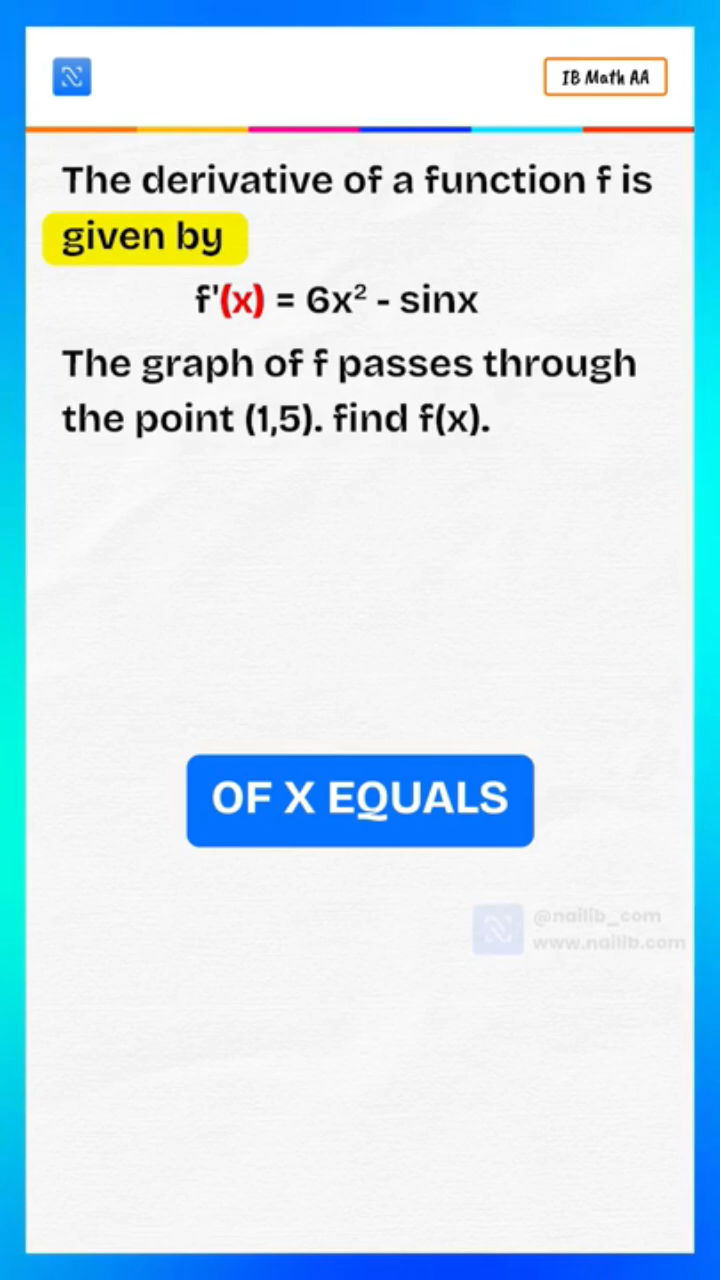 IB Math AA
The derivative of a function f is
given by
f'(x) = 6x² - sinx
The graph of f passes through
the point (1,5). find f(x).
OF X EQUALS
@nailib_com
www.nailib.com